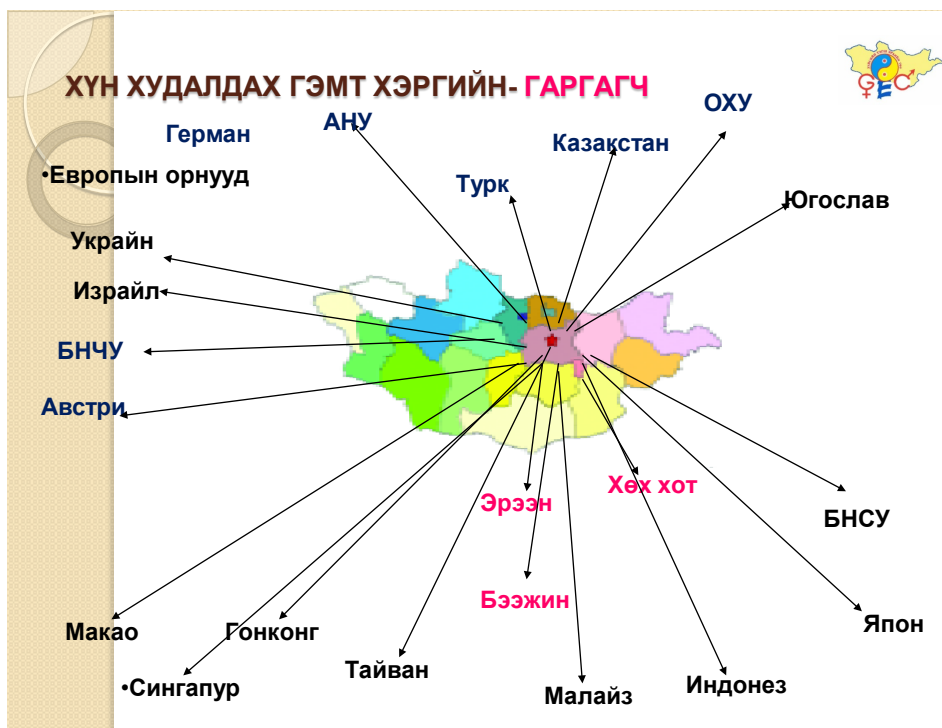 ХҮН ХУДАЛДАХ ГЭМТ ХЭРГИЙН- ГАРГАГЧ
GEC
ОХУ
АНУ
Герман
Казакстан
•Европын орнууд
Турк
Югослав
Украйн
Израйл
БНЧУ
Австри
Хөх хот
Эрээн
БНСУ
Бээжин
Япон
Макао
Гонконг
Тайван
•Сингапур
Малайз
Индонез